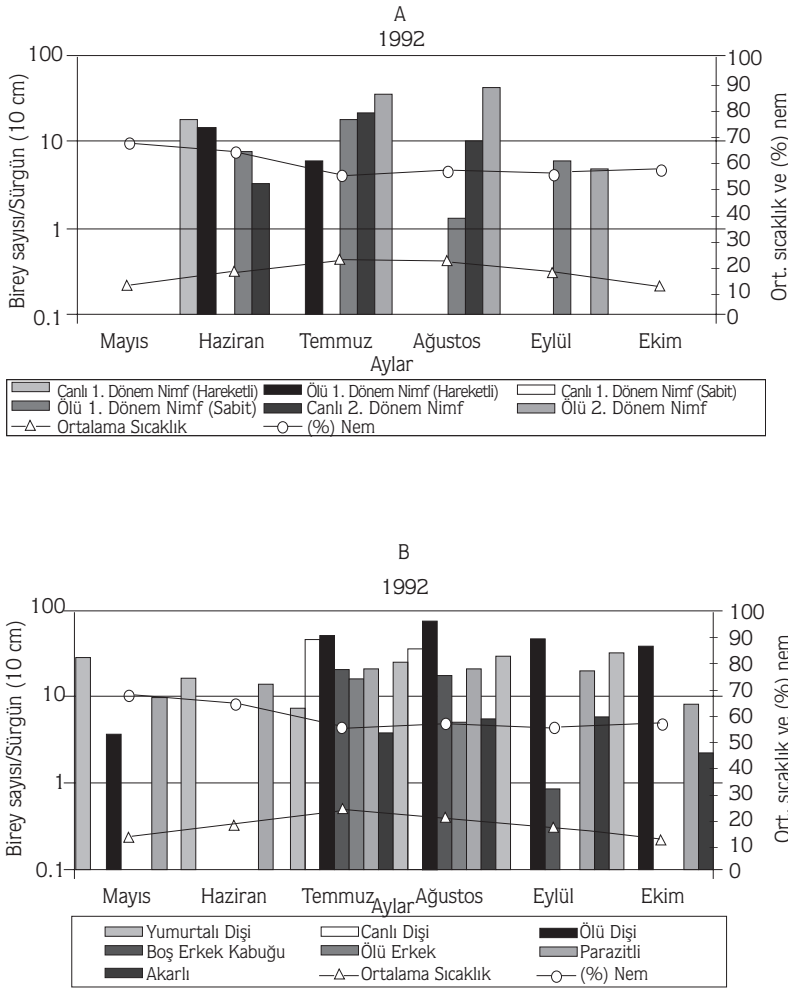 A
1992
100
10
1
0.1
Birey sayısı/Sürgün (10 cm)
100
90
80
70
60
50
40
30
20
10
0
Ort. sıcaklık ve (%) nem
Mayıs Haziran Temmuz Ağustos Eylül Ekim
Aylar
Canlı 1. Dönem Nimf (Hareketli) Ölü 1. Dönem Nimf (Hareketli) Canlı 1. Dönem Nimf (Sabit)
Ölü 1. Dönem Nimf (Sabit) Canlı 2. Dönem Nimf Ölü 2. Dönem Nimf
Ortalama Sıcaklık (%) Nem
B
1992
100
10
1
0.1
Birey sayısı/Sürgün (10 cm)
100
90
80
70
60
50
40
30
20
10
0
Ort. sıcaklık ve (%) nem
Mayıs Haziran Temmuz Ağustos Eylül Ekim
Aylar
Yumurtalı Dişi Canlı Dişi Ölü Dişi
Boş Erkek Kabuğu Ölü Erkek Parazitli
Akarlı Ortalama Sıcaklık (%) Nem